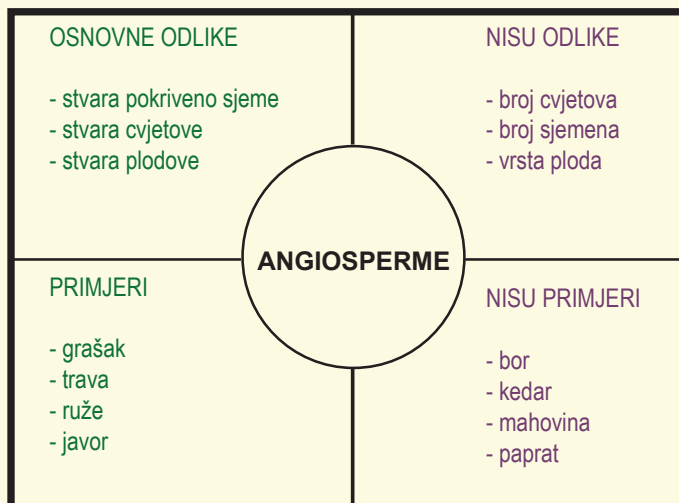 OSNOVNE ODLIKE
- stvara pokriveno sjeme
- stvara cvjetove
- stvara plodove
NISU ODLIKE
- broj cvjetova
- broj sjemena
- vrsta ploda
ANGIOSPERME
PRIMJERI
- grašak
- trava
- ruže
- javor
NISU PRIMJERI
- bor
- kedar
- mahovina
- paprat